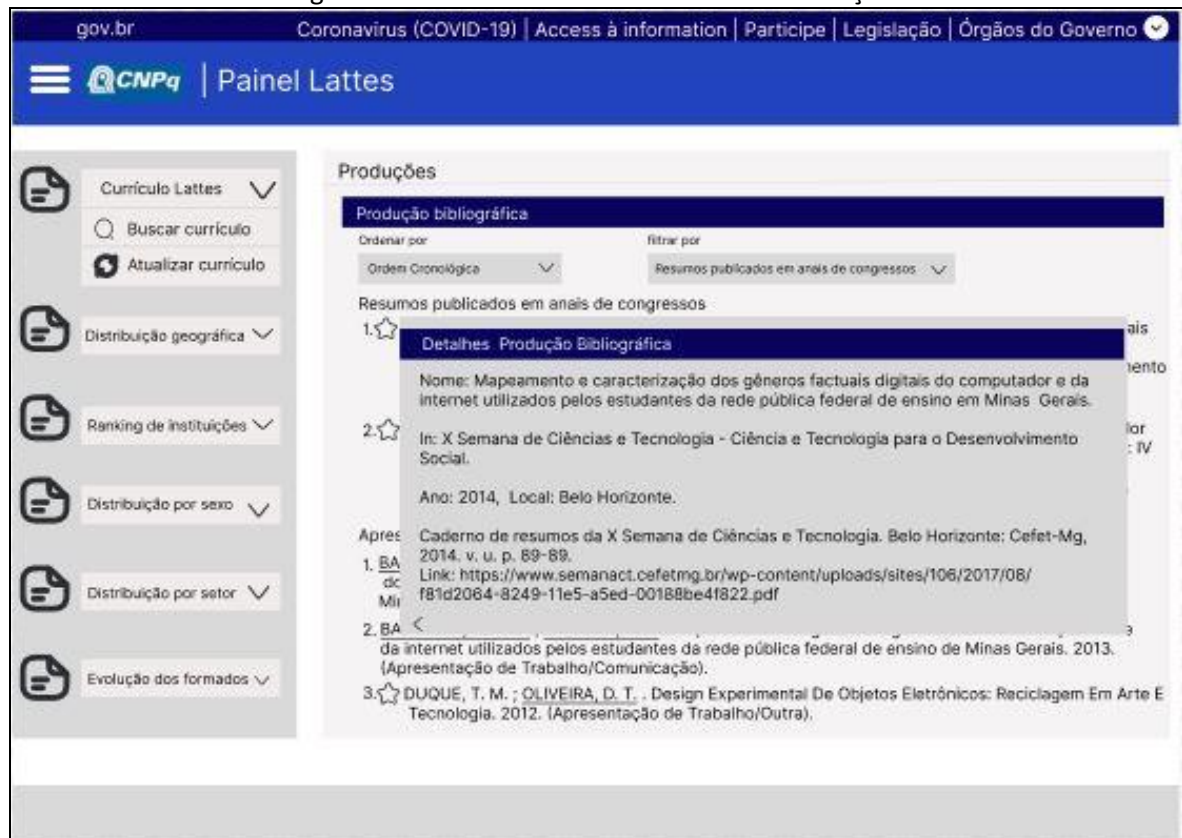 gov.br Coronavirus (COVID-19) | Access à information | Participe | Legislação | Órgãos do Governo
CNPq | Painel Lattes
Currículo Lattes
Buscar currículo
Atualizar currículo
Distribuição geográfica
Ranking de instituições
Distribuição por sexo
Distribuição por setor
Evolução dos formados
Produções
Produção bibliográfica
Ordenar por filtrar por
Ordem Cronológica Resumos publicados em anais de congressos
Resumos publicados em anais de congressos
1. ais
ento
2. lor
: IV
Detalhes Produção Bibliográfica
Nome: Mapeamento e caracterização dos gêneros factuais digitais do computador e da
internet utilizados pelos estudantes da rede pública federal de ensino em Minas Gerais.
In: X Semana de Ciências e Tecnologia - Ciência e Tecnologia para o Desenvolvimento
Social.
Ano: 2014, Local: Belo Horizonte.
Caderno de resumos da X Semana de Ciências e Tecnologia. Belo Horizonte: Cefet-Mg,
2014. v. u. p. 89-89.
Link: https://www.semanact.cefetmg.br/wp-content/uploads/sites/106/2017/08/
f81d2064-8249-11e5-a5ed-00188be4f822.pdf
<
Apres
1. BA
do
Mi
2. BA
da internet utilizados pelos estudantes da rede pública federal de ensino de Minas Gerais. 2013.
(Apresentação de Trabalho/Comunicação).
3. DUQUE, T. M. ; OLIVEIRA, D. T. . Design Experimental De Objetos Eletrônicos: Reciclagem Em Arte E
Tecnologia. 2012. (Apresentação de Trabalho/Outra).